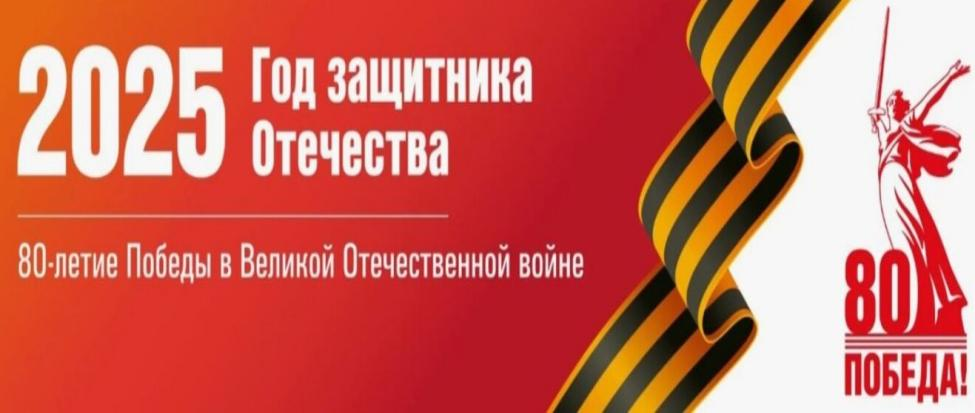 2025
Год защитника
Отечества
80-летие Победы в Великой Отечественной войне
80
ПОБЕДА!